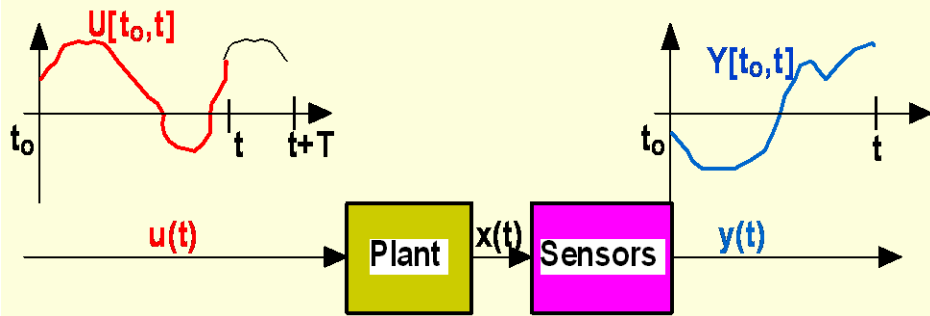 U[to,t]
Y[to,t]
to
t
t+T
to
t
u(t)
Plant
x(t)
Sensors
y(t)